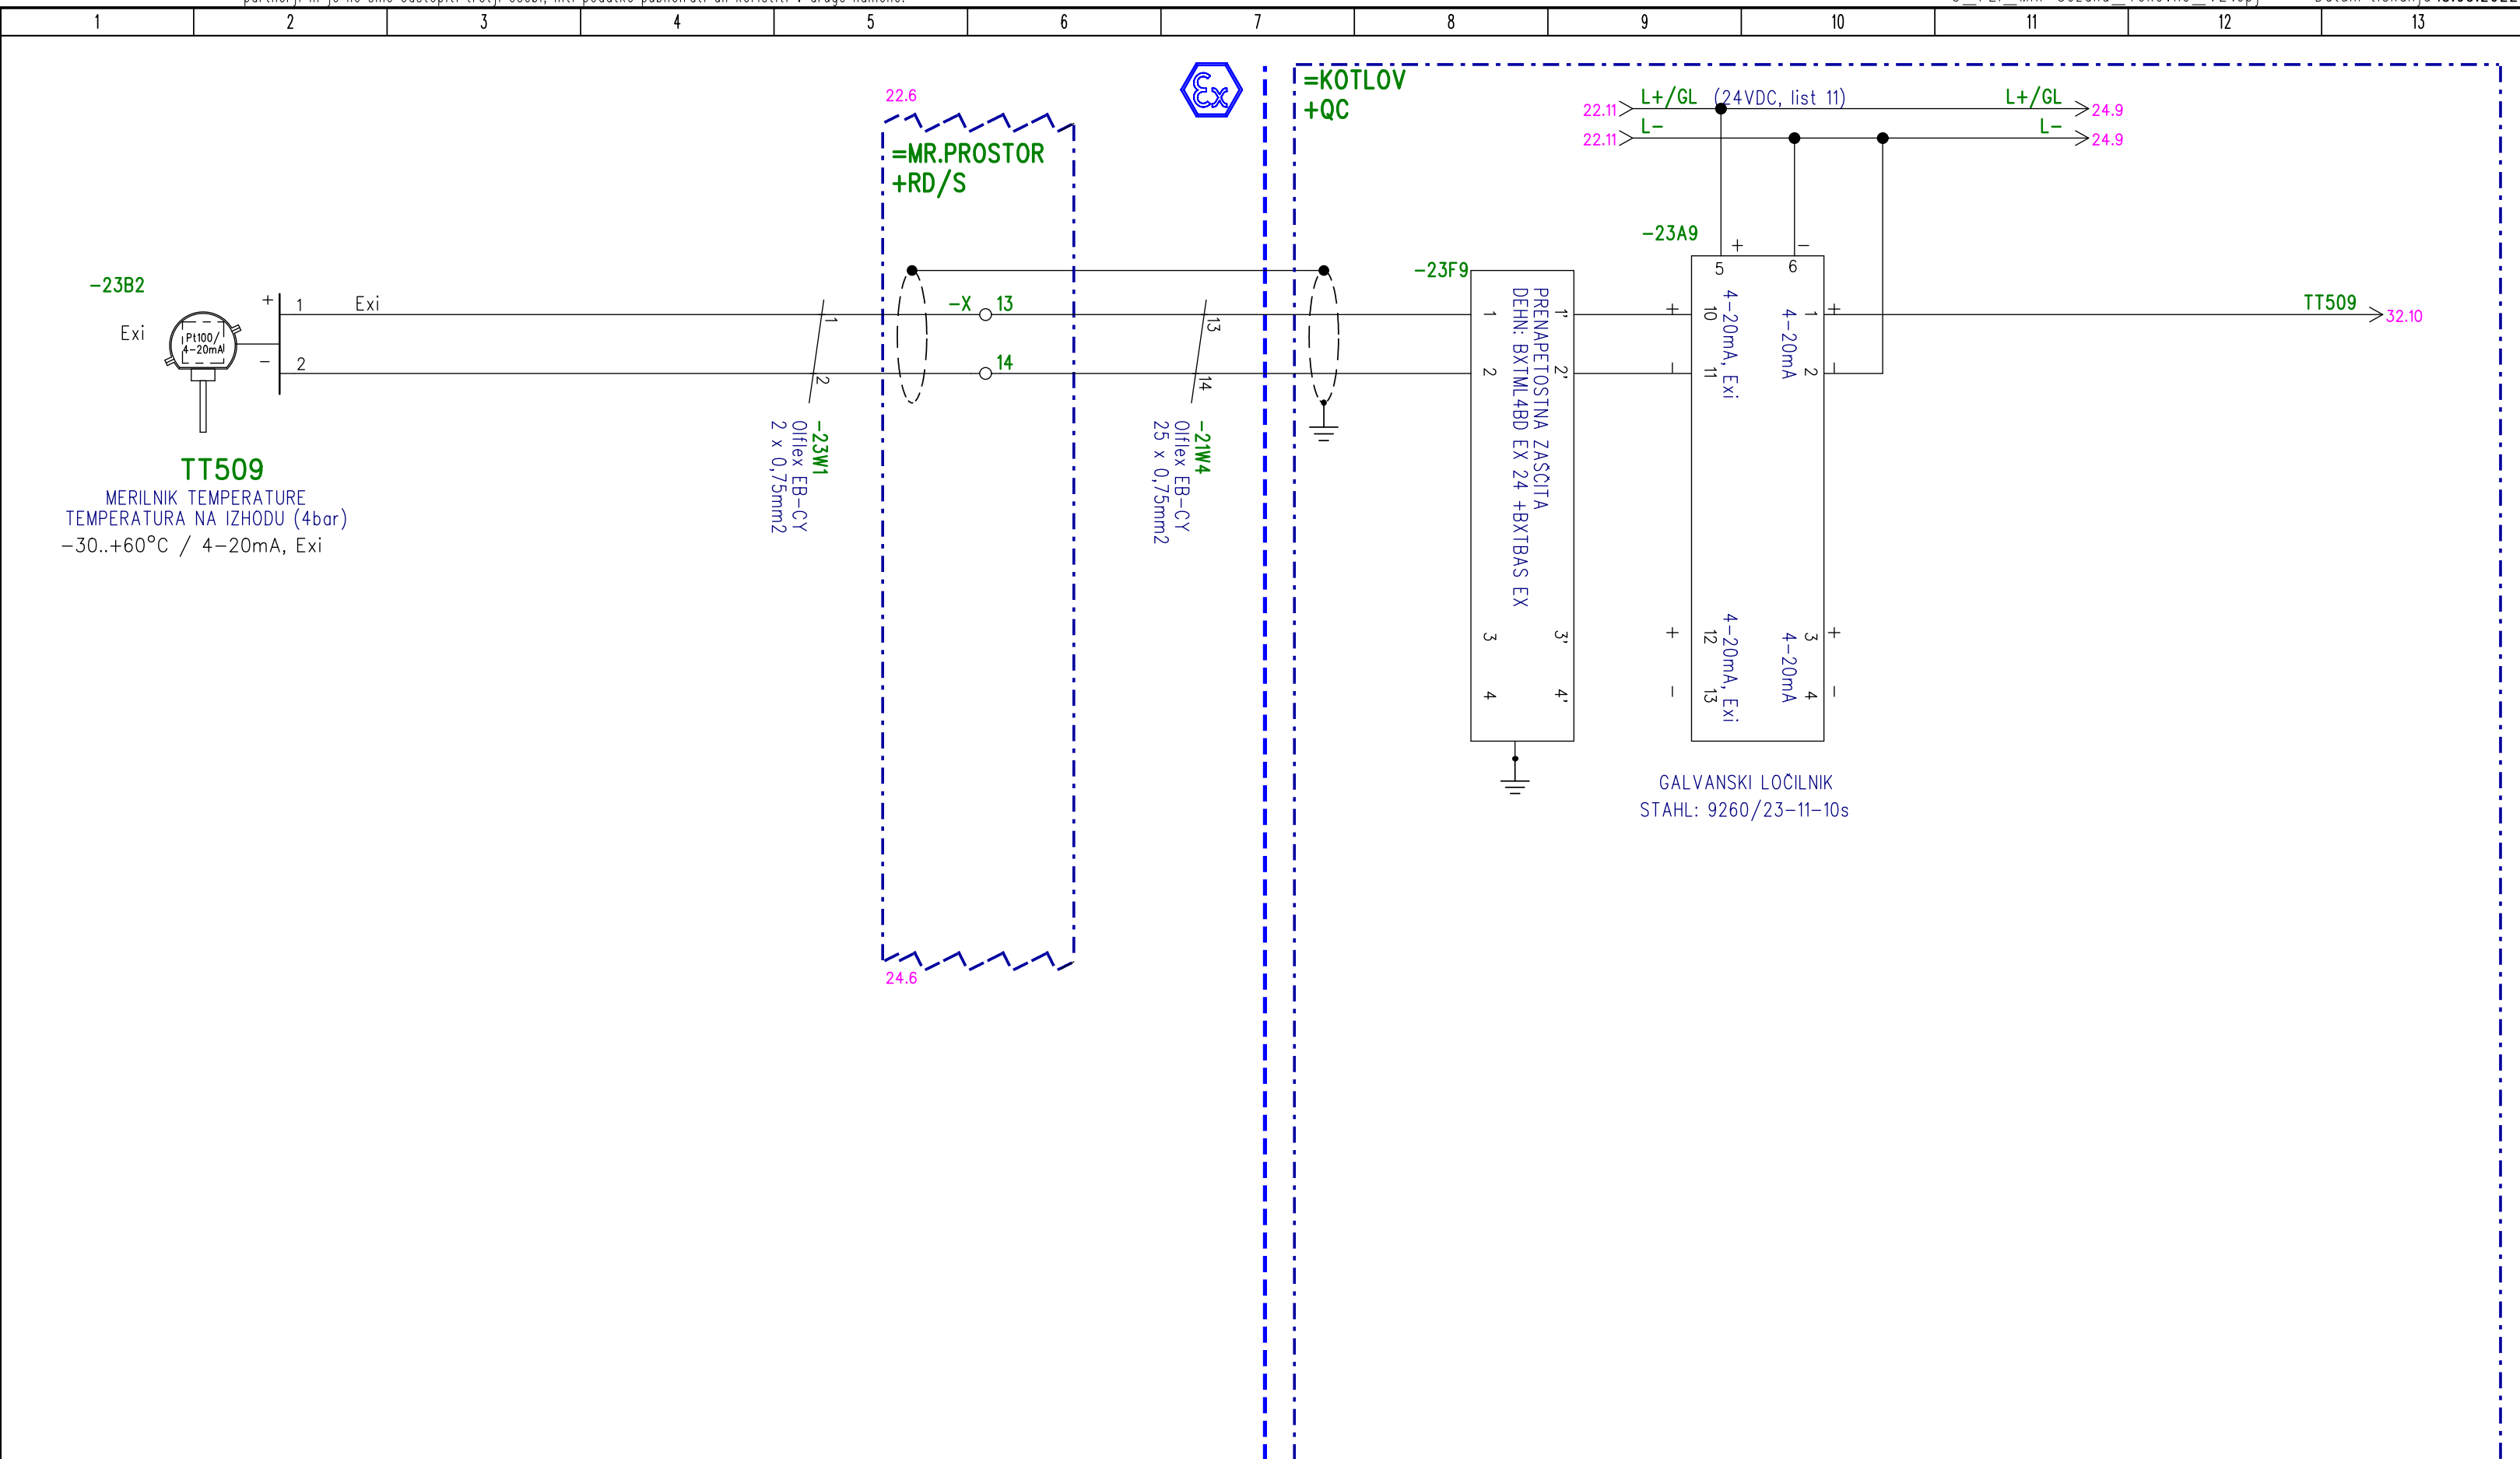 1 2 3 4 5 6 7 8 9 10 11 12 13
22.6
=MR.PROSTOR
+RD/S
Ex
=KOTLOV
+QC
22.11 L+/GL (24VDC, list 11) L+/GL 24.9
22.11 L- L- 24.9
-23B2
Exi
Pt100/
4-20mA
+ 1 Exi
- 2
TT509
MERILNIK TEMPERATURE
TEMPERATURA NA IZHODU (4bar)
-30..+60°C / 4-20mA, Exi
1
2
-23W1
Olflex EB-CY
2 x 0,75mm2
-X 13
14
13
14
-21W4
Olflex EB-CY
25 x 0,75mm2
24.6
-23F9
1 1'
2 2'
3 3'
4 4'
PRENAPETOSTNA ZAŠČITA
DEHN: BXTML4BD EX 24 +BXTBAS EX
-23A9
+ -
5 6
+ 10 4-20mA, Exi 4-20mA 1 +
- 11 2 -
+ 12 4-20mA, Exi 4-20mA 3 +
- 13 4 -
GALVANSKI LOČILNIK
STAHL: 9260/23-11-10s
TT509 32.10